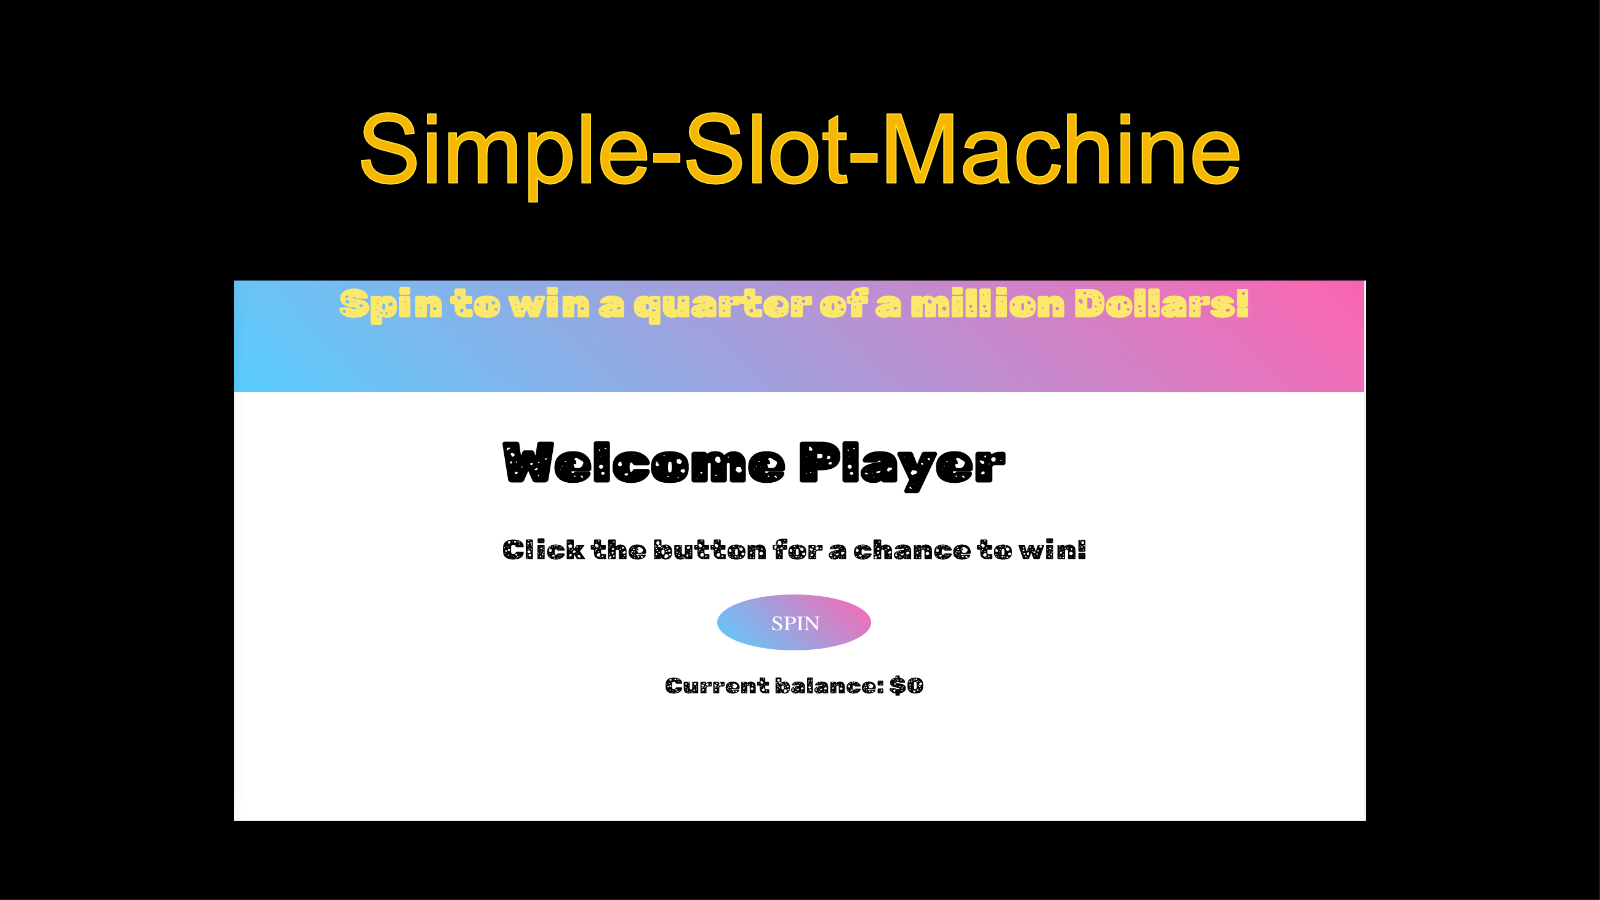 Simple-Slot-Machine
Spin to win a quarter of a million Dollars!
Welcome Player
Click the button for a chance to win!
SPIN
Current balance: $0